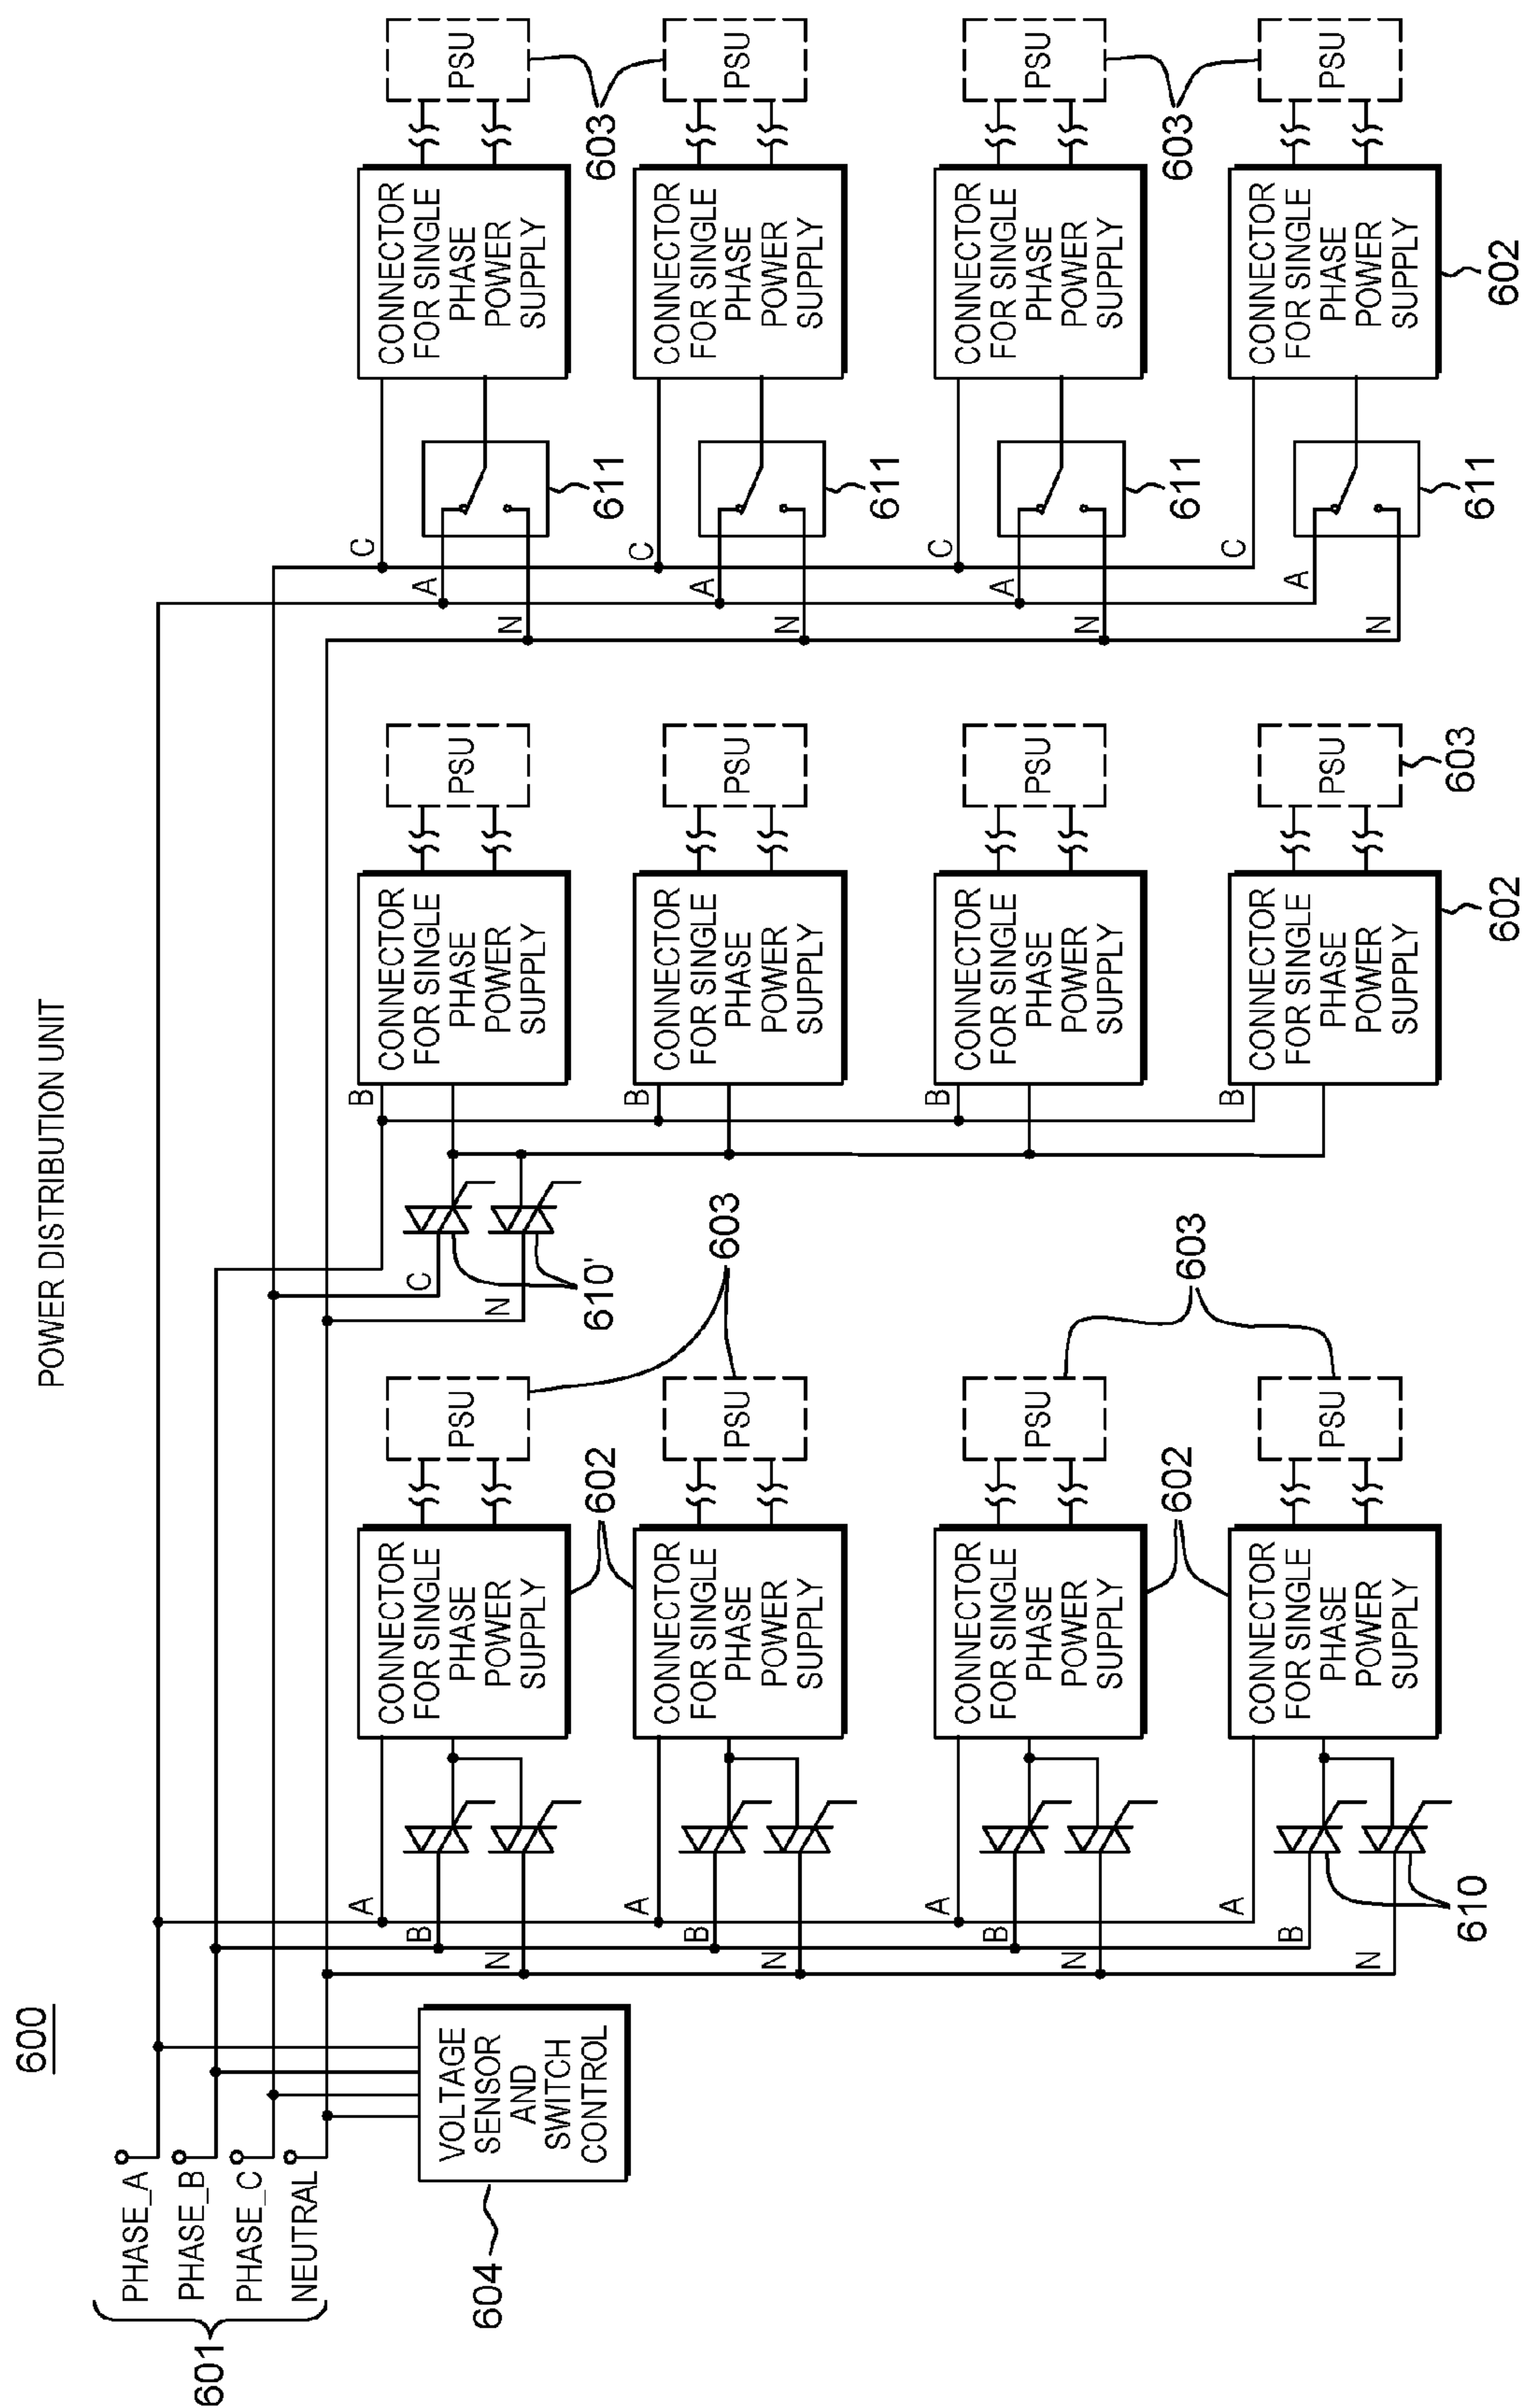 POWER DISTRIBUTION UNIT
600
601
PHASE_A
PHASE_B
PHASE_C
NEUTRAL
604
VOLTAGE
SENSOR
AND
SWITCH
CONTROL
A
B
N
CONNECTOR
FOR SINGLE
PHASE
POWER
SUPPLY
PSU
602
603
A
B
N
CONNECTOR
FOR SINGLE
PHASE
POWER
SUPPLY
PSU
A
B
N
CONNECTOR
FOR SINGLE
PHASE
POWER
SUPPLY
PSU
602
603
A
B
N
610
CONNECTOR
FOR SINGLE
PHASE
POWER
SUPPLY
PSU
C
N
610'
B
CONNECTOR
FOR SINGLE
PHASE
POWER
SUPPLY
PSU
B
CONNECTOR
FOR SINGLE
PHASE
POWER
SUPPLY
PSU
B
CONNECTOR
FOR SINGLE
PHASE
POWER
SUPPLY
PSU
B
CONNECTOR
FOR SINGLE
PHASE
POWER
SUPPLY
PSU
602
603
C
A
N
611
CONNECTOR
FOR SINGLE
PHASE
POWER
SUPPLY
PSU
603
C
A
N
611
CONNECTOR
FOR SINGLE
PHASE
POWER
SUPPLY
PSU
C
A
N
611
CONNECTOR
FOR SINGLE
PHASE
POWER
SUPPLY
PSU
603
C
A
N
611
CONNECTOR
FOR SINGLE
PHASE
POWER
SUPPLY
PSU
602